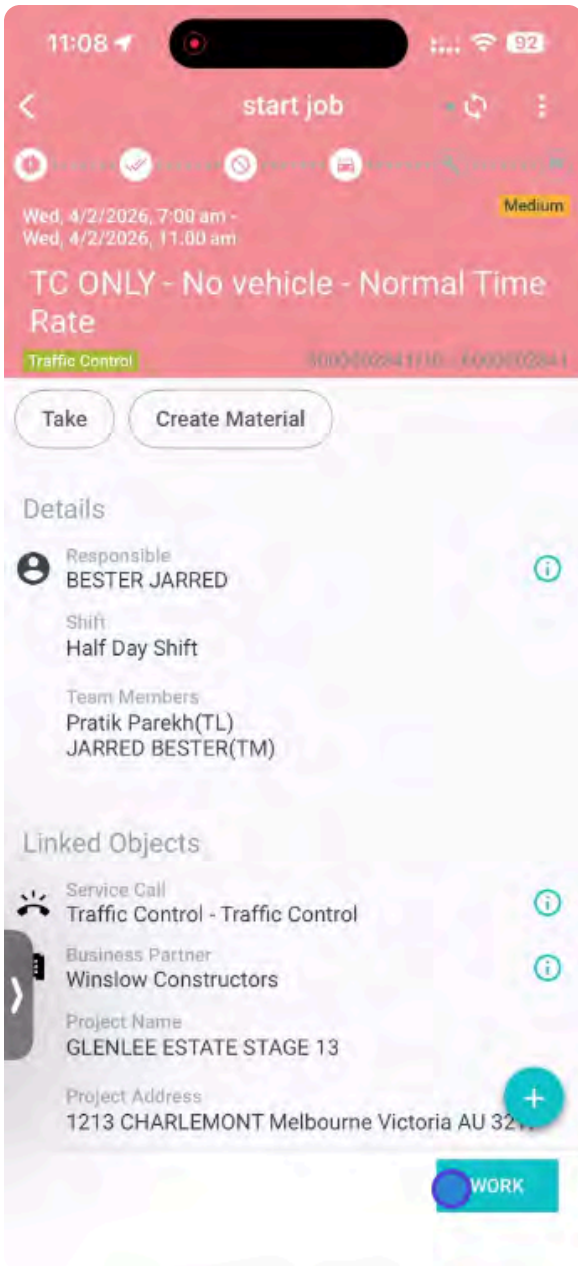 11:08
92
start job
Medium
Wed, 4/2/2026, 7:00 am -
Wed, 4/2/2026, 11.00 am
TC ONLY - No vehicle - Normal Time
Rate
Traffic Control
Take
Create Material
Details
Responsible
BESTER JARRED
Shift
Half Day Shift
Team Members
Pratik Parekh(TL)
JARRED BESTER(TM)
Linked Objects
Service Call
Traffic Control - Traffic Control
Business Partner
Winslow Constructors
Project Name
GLENLEE ESTATE STAGE 13
Project Address
1213 CHARLEMONT Melbourne Victoria AU
WORK